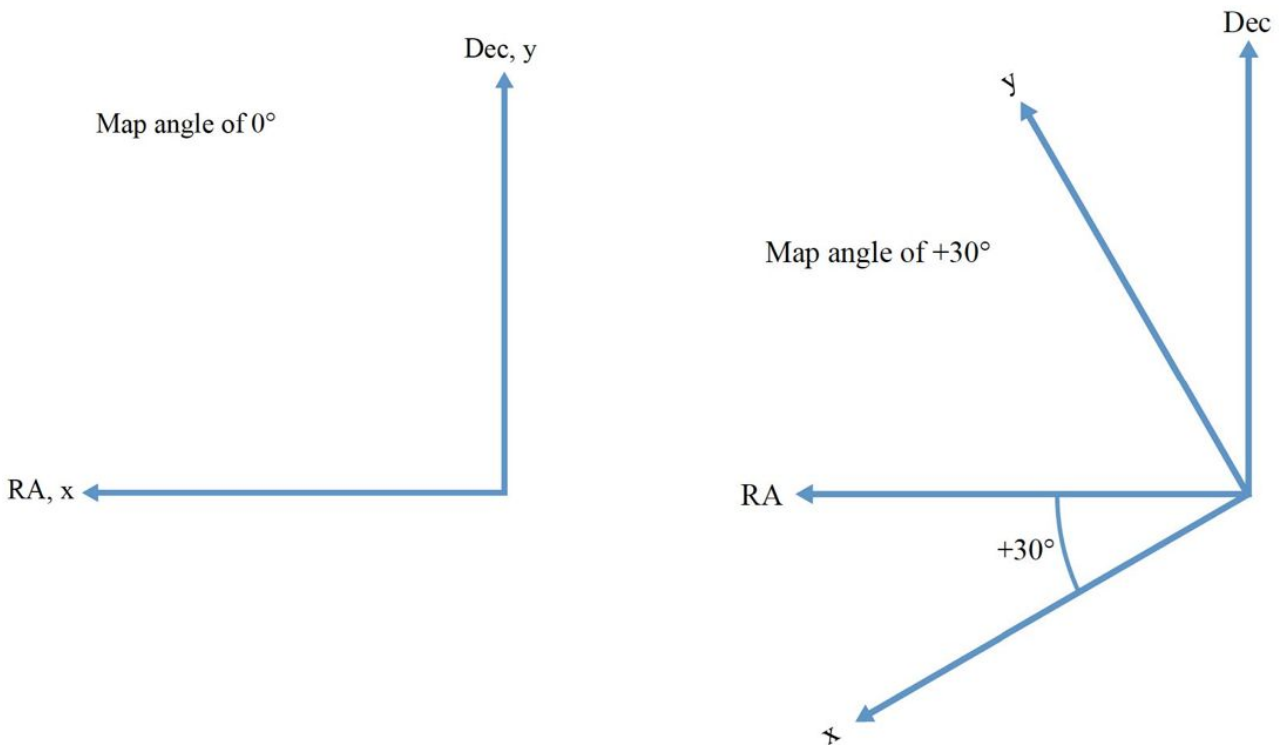 Dec, y
Map angle of 0°
RA, x
Dec
y
Map angle of +30°
RA
+30°
x